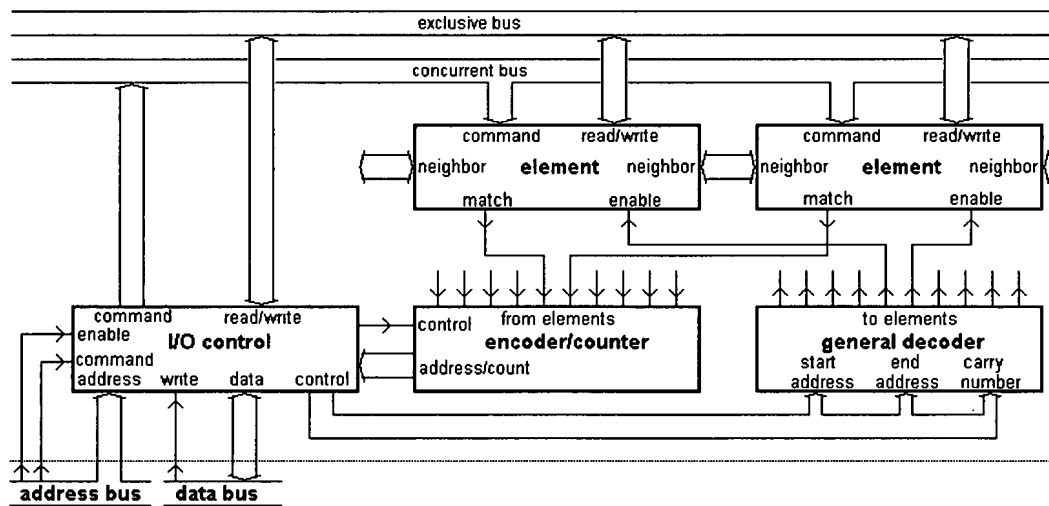 exclusive bus
concurrent bus
command read/write
neighbor element neighbor
match enable
command read/write
neighbor element neighbor
match enable
command read/write
enable
I/O control
command
address write data control
from elements
control
encoder/counter
address/count
to elements
general decoder
start end carry
address address number
address bus data bus